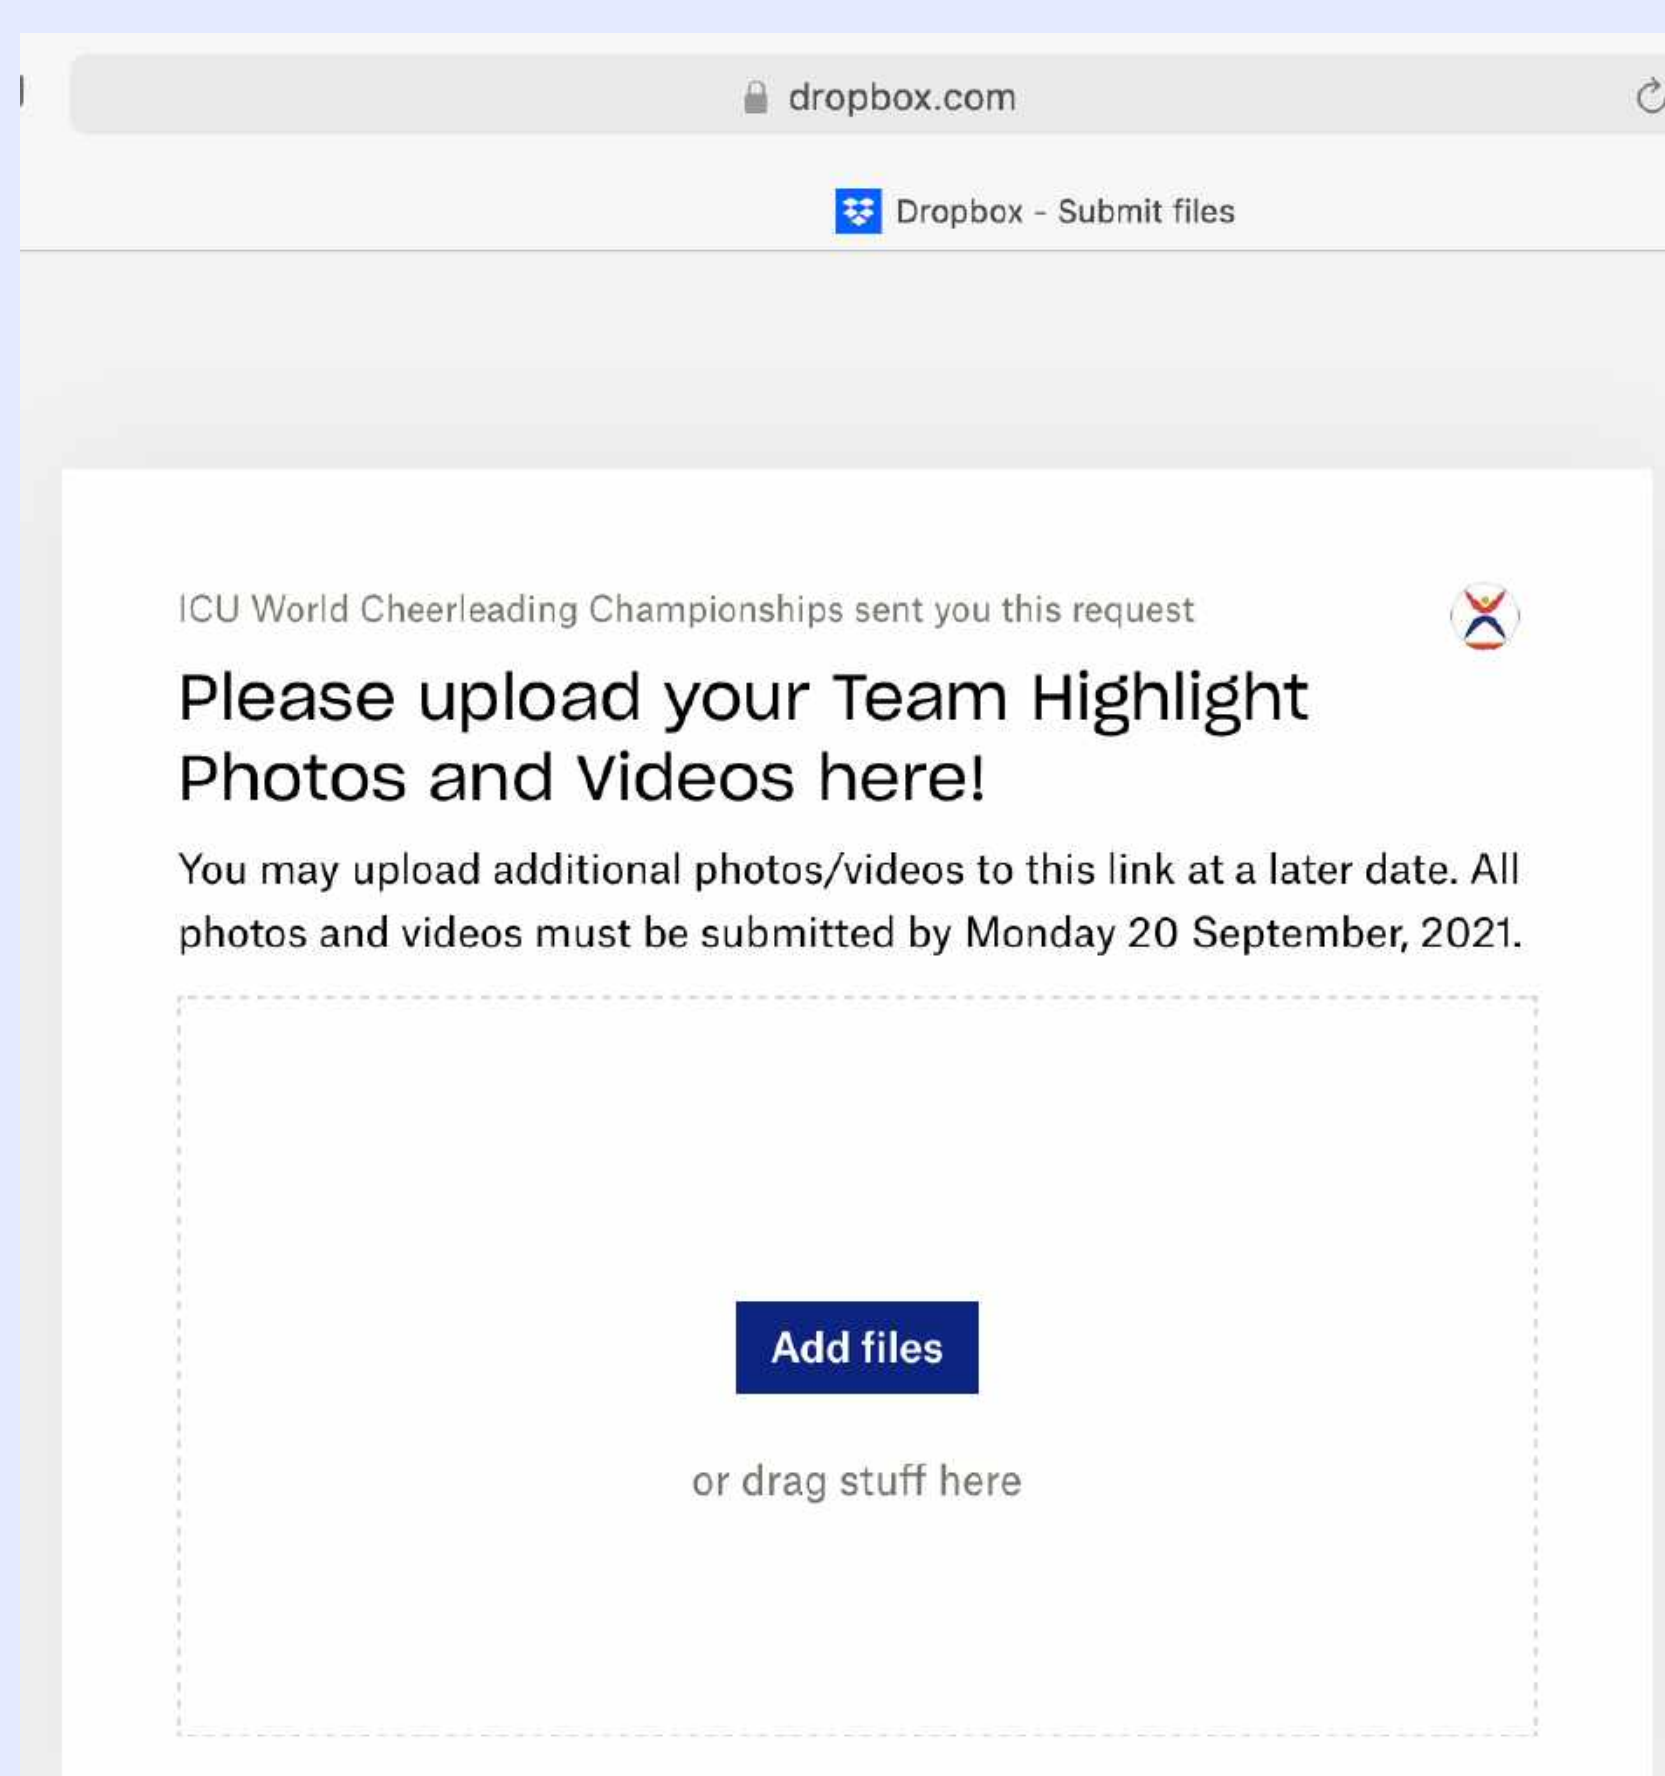 dropbox.com
Dropbox - Submit files
ICU World Cheerleading Championships sent you this request
Please upload your Team Highlight
Photos and Videos here!
You may upload additional photos/videos to this link at a later date. All
photos and videos must be submitted by Monday 20 September, 2021.
Add files
or drag stuff here